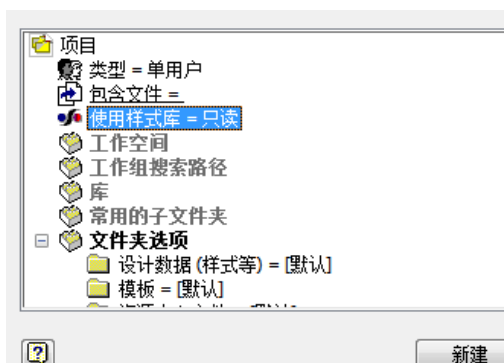 项目
类型 = 单用户
包含文件 =
使用样式库 = 只读
工作空间
工作组搜索路径
库
常用的子文件夹
文件夹选项
设计数据 (样式等) = [默认]
模板 = [默认]
?
新建